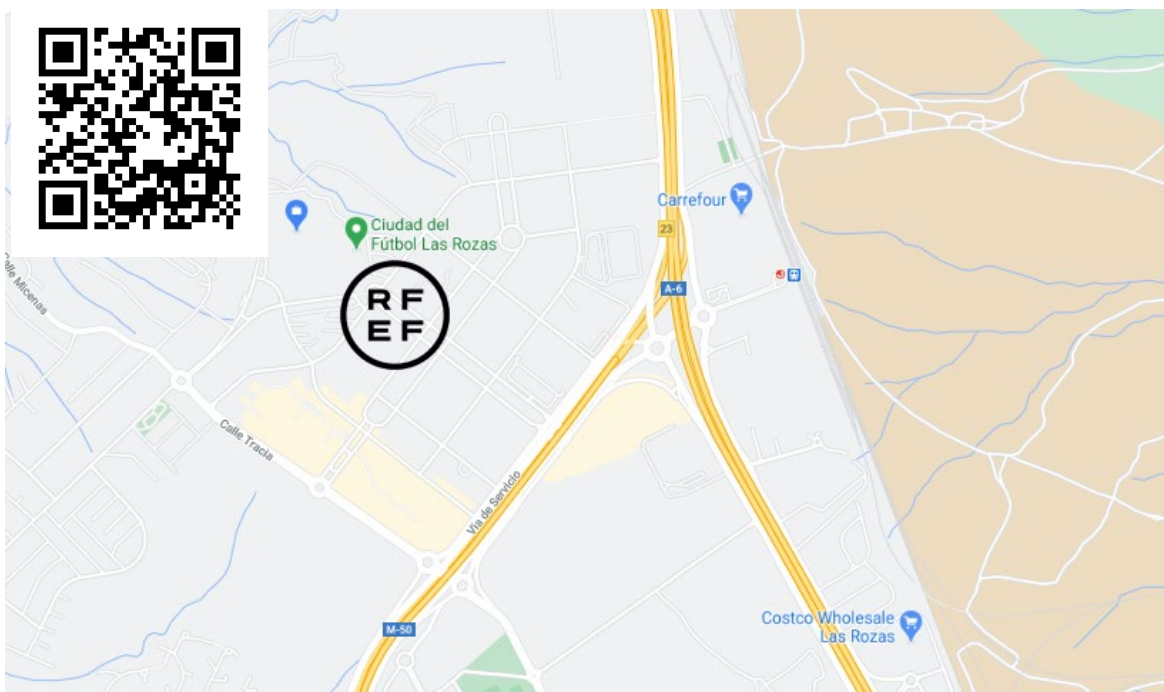 Carrefour
Ciudad del
Fútbol Las Rozas
23
RF
EF
Calle Micenas
A-6
Calle Tracia
Vía de Servicio
Costco Wholesale
Las Rozas
M-50